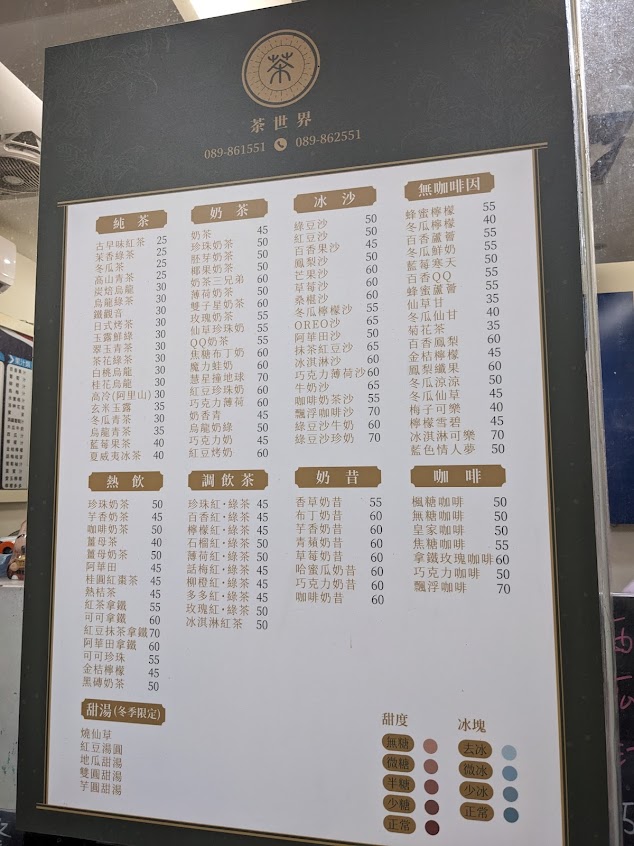 茶
茶世界
089-861551 089-862551
純茶
古早味紅茶 25
茉香綠茶 25
冬瓜茶 25
高山青茶 25
炭焙烏龍 30
烏龍綠茶 30
鐵觀音 30
日式烤茶 30
玉露鮮綠 30
翠玉青茶 30
茶花綠茶 30
白桃烏龍 30
桂花烏龍 30
高冷(阿里山) 30
玄米玉露 35
冬瓜青茶 30
烏龍青茶 35
藍莓果茶 40
夏威夷冰茶 40
奶茶
奶茶 45
珍珠奶茶 50
胚芽奶茶 50
椰果奶茶 50
奶茶三兄弟 60
薄荷奶茶 50
雙子星奶茶 60
玫瑰奶茶 55
仙草珍珠奶 55
QQ奶茶 55
焦糖布丁奶 60
魔力蛙奶 60
慧星撞地球 70
紅豆珍珠奶 60
巧克力薄荷 60
奶香青 45
烏龍奶綠 50
巧克力奶 45
紅豆烤奶 60
冰沙
綠豆沙 50
紅豆沙 50
百香果沙 45
鳳梨沙 50
芒果沙 60
草莓沙 60
桑椹沙 60
冬瓜檸檬沙 55
OREO沙 65
阿華田沙 50
抹茶紅豆沙 65
冰淇淋沙 60
巧克力薄荷沙 60
牛奶沙 65
咖啡奶茶沙 55
飄浮咖啡沙 70
綠豆沙牛奶 60
綠豆沙珍奶 70
無咖啡因
蜂蜜檸檬 55
冬瓜檸檬 40
百香蘆薈 55
冬瓜鮮奶 55
藍莓寒天 50
百香QQ 55
蜂蜜蘆薈 55
仙草甘 35
冬瓜仙甘 40
菊花茶 35
百香鳳梨 60
金桔檸檬 45
鳳梨纖果 60
冬瓜涼涼 50
冬瓜仙草 45
梅子可樂 40
檸檬雪碧 45
冰淇淋可樂 70
藍色情人夢 50
熱飲
珍珠奶茶 50
芋香奶茶 45
咖啡奶茶 50
薑母茶 40
薑母奶茶 50
阿華田 45
桂圓紅棗茶 45
熱桔茶 45
紅茶拿鐵 55
可可拿鐵 60
紅豆抹茶拿鐵 70
阿華田拿鐵 60
可可珍珠 55
金桔檸檬 45
黑磚奶茶 50
調飲茶
珍珠紅・綠茶 45
百香紅・綠茶 45
檸檬紅・綠茶 45
石榴紅・綠茶 50
薄荷紅・綠茶 50
話梅紅・綠茶 45
柳橙紅・綠茶 45
多多紅・綠茶 45
玫瑰紅・綠茶 50
冰淇淋紅茶 50
奶昔
香草奶昔 55
布丁奶昔 60
芋香奶昔 60
青蘋奶昔 60
草莓奶昔 60
哈蜜瓜奶昔 60
巧克力奶昔 60
咖啡奶昔 60
咖啡
楓糖咖啡 50
無糖咖啡 50
皇家咖啡 50
焦糖咖啡 55
拿鐵玫瑰咖啡 60
巧克力咖啡 50
飄浮咖啡 70
甜湯(冬季限定)
燒仙草
紅豆湯圓
地瓜甜湯
雙圓甜湯
芋圓甜湯
甜度
無糖
微糖
半糖
少糖
正常
冰塊
去冰
微冰
少冰
正常